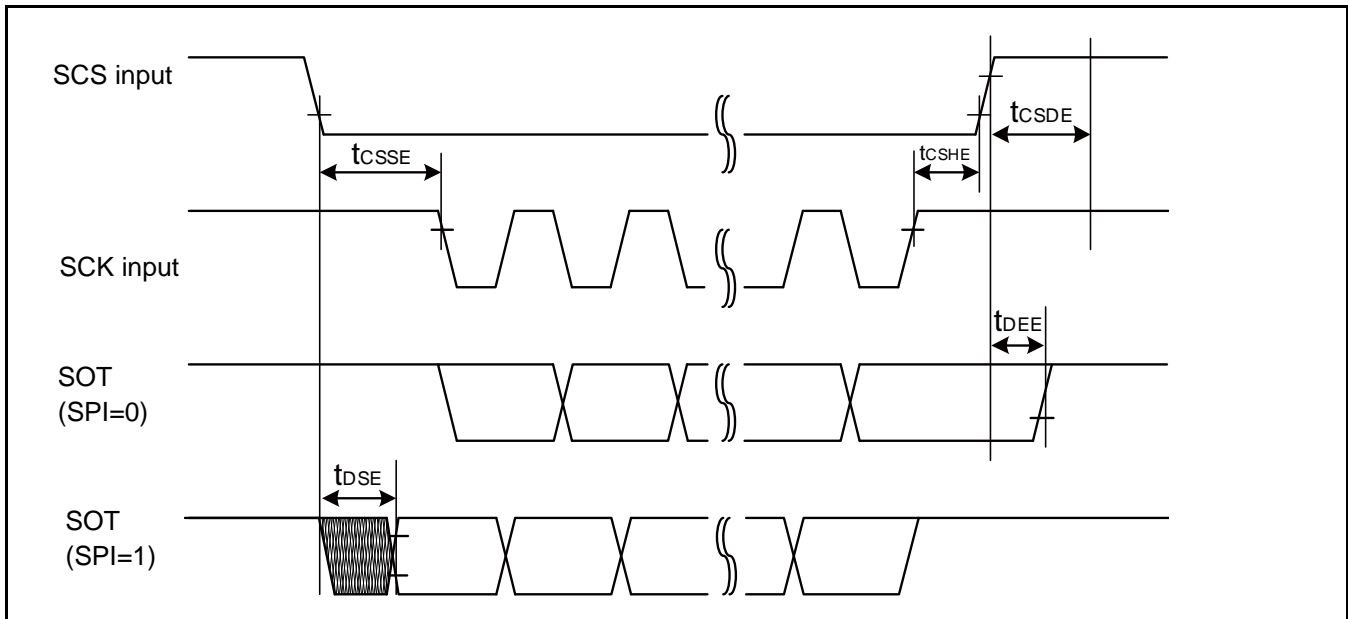 SCS input
tCSDE
tCSSE
tCSHE
SCK input
tDEE
SOT
(SPI=0)
tDSE
SOT
(SPI=1)